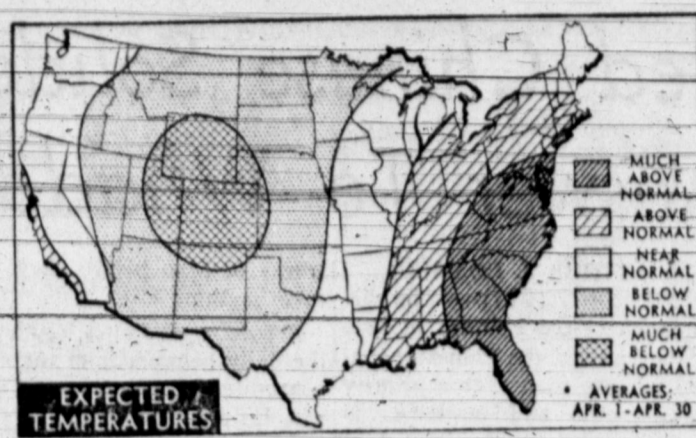 MUCH
ABOVE
NORMAL
ABOVE
NORMAL
NEAR
NORMAL
BELOW
NORMAL
MUCH
BELOW
NORMAL
• AVERAGES:
APR. 1 - APR. 30
EXPECTED
TEMPERATURES